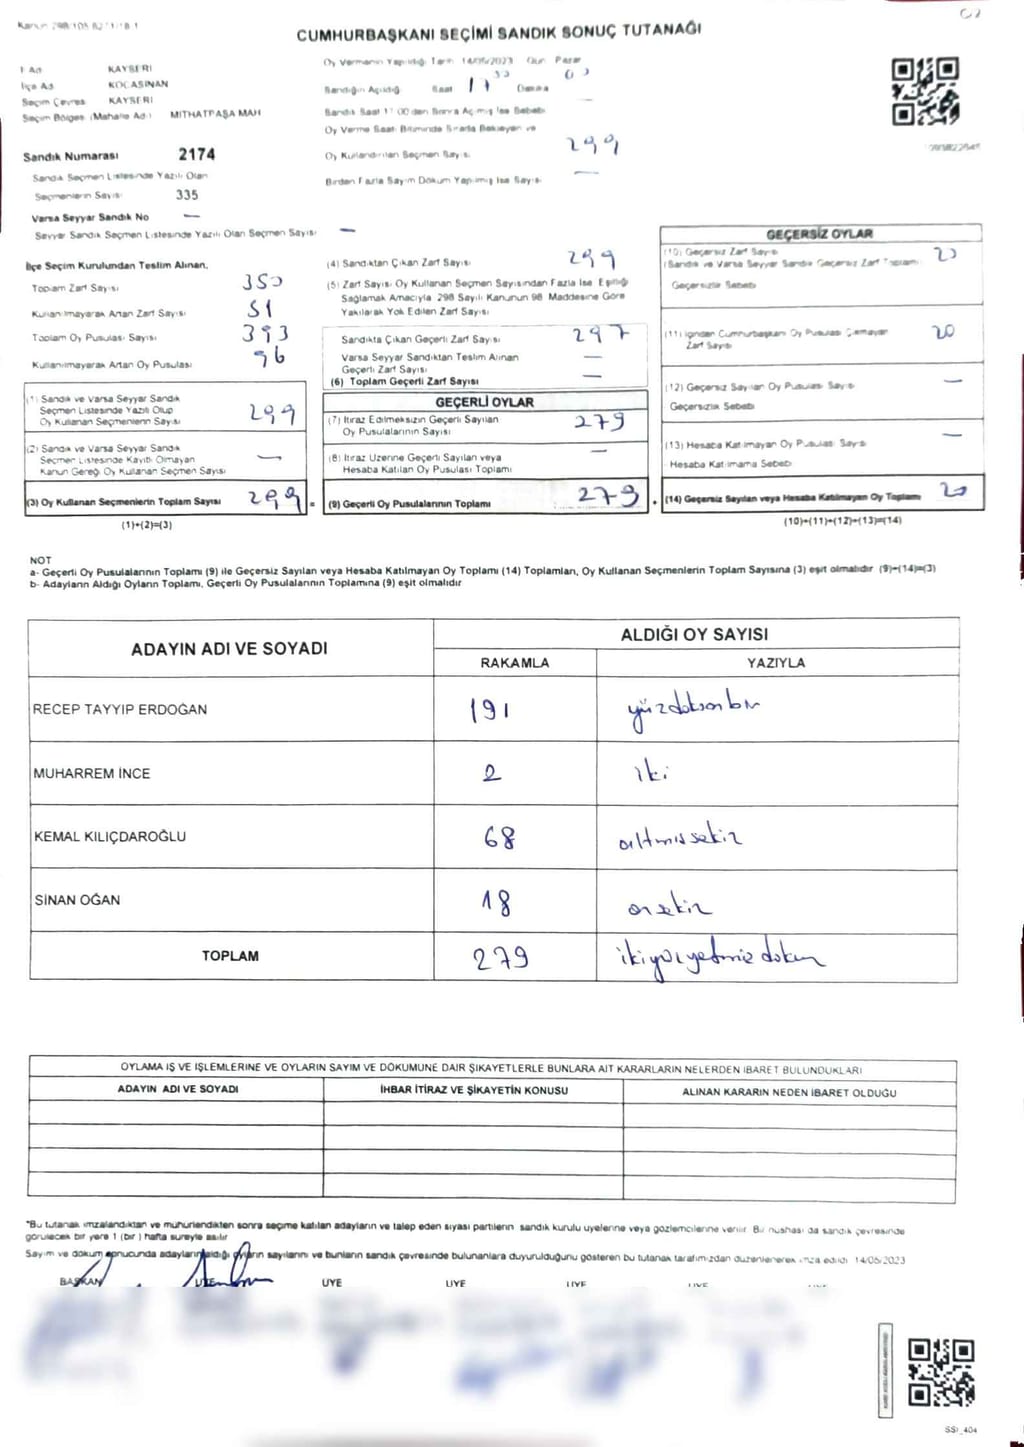 CUMHURBAŞKANI SEÇİMİ SANDIK SONUÇ TUTANAĞI
İl Adı KAYSERİ
İlçe Adı KOCASİNAN
Seçim Çevresi KAYSERİ
Seçim Bölgesi (Mahalle Adı) MİTHATPAŞA MAH
Sandık Numarası 2174
Sandık Seçmen Listesinde Yazılı Olan
Seçmenlerin Sayısı 335
Varsa Seyyar Sandık No —
Seyyar Sandık Seçmen Listesinde Yazılı Olan Seçmen Sayısı —
Oy Vermenin Yapıldığı Tarih 14/05/2023 Gün Pazar
Sandığın Açıldığı Saat Dakika
Sandık Saat 17:00'den Sonra Açılmış İse Sebebi —
Oy Verme Saati Bitiminde Sırada Bekleyen ve
Oy Kullandırılan Seçmen Sayısı 299
Birden Fazla Sayım Döküm Yapılmış İse Sayısı —
İlçe Seçim Kurulundan Teslim Alınan,
Toplam Zarf Sayısı 350
Kullanılmayarak Artan Zarf Sayısı 51
Toplam Oy Pusulası Sayısı 393
Kullanılmayarak Artan Oy Pusulası 96
(1) Sandık ve Varsa Seyyar Sandık
Seçmen Listesinde Yazılı Olup
Oy Kullanan Seçmenlerin Sayısı 299
(2) Sandık ve Varsa Seyyar Sandık
Seçmen Listesinde Kayıtlı Olmayan
Kanun Gereği Oy Kullanan Seçmen Sayısı —
(3) Oy Kullanan Seçmenlerin Toplam Sayısı 299 =
(1)+(2)=(3)
(4) Sandıktan Çıkan Zarf Sayısı 299
(5) Zarf Sayısı Oy Kullanan Seçmen Sayısından Fazla İse Eşitliği
Sağlamak Amacıyla 298 Sayılı Kanunun 98 Maddesine Göre
Yakılarak Yok Edilen Zarf Sayısı
Sandıkta Çıkan Geçerli Zarf Sayısı 297
Varsa Seyyar Sandıktan Teslim Alınan
Geçerli Zarf Sayısı —
(6) Toplam Geçerli Zarf Sayısı —
GEÇERLİ OYLAR
(7) İtiraz Edilmeksizin Geçerli Sayılan
Oy Pusulalarının Sayısı 279
(8) İtiraz Üzerine Geçerli Sayılan veya
Hesaba Katılan Oy Pusulası Toplamı —
(9) Geçerli Oy Pusulalarının Toplamı 279 +
GEÇERSİZ OYLAR
(10) Geçersiz Zarf Sayısı 20
(Sandık ve Varsa Seyyar Sandık Geçersiz Zarf Toplamı)
Geçersizlik Sebebi
(11) İçinden Cumhurbaşkanı Oy Pusulası Çıkmayan
Zarf Sayısı 20
(12) Geçersiz Sayılan Oy Pusulası Sayısı —
Geçersizlik Sebebi
(13) Hesaba Katılmayan Oy Pusulası Sayısı —
Hesaba Katılmama Sebebi
(14) Geçersiz Sayılan veya Hesaba Katılmayan Oy Toplamı 20
(10)+(11)+(12)+(13)=(14)
NOT
a- Geçerli Oy Pusulalarının Toplamı (9) ile Geçersiz Sayılan veya Hesaba Katılmayan Oy Toplamı (14) Toplamları, Oy Kullanan Seçmenlerin Toplam Sayısına (3) eşit olmalıdır (9)+(14)=(3)
b- Adayların Aldığı Oyların Toplamı, Geçerli Oy Pusulalarının Toplamına (9) eşit olmalıdır
ADAYIN ADI VE SOYADI ALDIĞI OY SAYISI
RAKAMLA YAZIYLA
RECEP TAYYIP ERDOĞAN 191 yüzdoksanbir
MUHARREM İNCE 2 iki
KEMAL KILIÇDAROĞLU 68 altmışsekiz
SİNAN OĞAN 18 onsekiz
TOPLAM 279 ikiyüzyetmişdokuz
OYLAMA İŞ VE İŞLEMLERİNE VE OYLARIN SAYIM VE DÖKÜMÜNE DAİR ŞİKAYETLERLE BUNLARA AİT KARARLARIN NELERDEN İBARET BULUNDUKLARI
ADAYIN ADI VE SOYADI İHBAR İTİRAZ VE ŞİKAYETİN KONUSU ALINAN KARARIN NEDEN İBARET OLDUĞU
*Bu tutanak imzalandıktan ve mühürlendikten sonra seçime katılan adayların ve talep eden siyasi partilerin sandık kurulu üyelerine veya gözlemcilerine verilir. Bir nüshası da sandık çevresinde
görülecek bir yere 1 (bir) hafta süreyle asılır
Sayım ve döküm sonucunda adayların aldığı oyların sayılarını ve bunların sandık çevresinde bulunanlara duyurulduğunu gösteren bu tutanak tarafımızdan düzenlenerek imza edildi 14/05/2023
BAŞKAN ÜYE ÜYE ÜYE ÜYE ÜYE
SSI_404